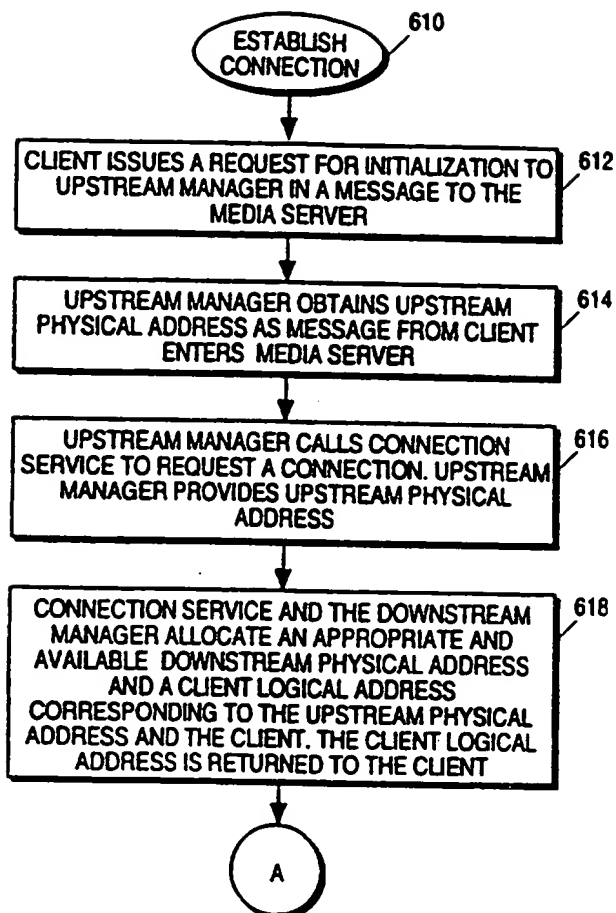 ESTABLISH
CONNECTION
610
CLIENT ISSUES A REQUEST FOR INITIALIZATION TO
UPSTREAM MANAGER IN A MESSAGE TO THE
MEDIA SERVER
612
UPSTREAM MANAGER OBTAINS UPSTREAM
PHYSICAL ADDRESS AS MESSAGE FROM CLIENT
ENTERS MEDIA SERVER
614
UPSTREAM MANAGER CALLS CONNECTION
SERVICE TO REQUEST A CONNECTION. UPSTREAM
MANAGER PROVIDES UPSTREAM PHYSICAL
ADDRESS
616
CONNECTION SERVICE AND THE DOWNSTREAM
MANAGER ALLOCATE AN APPROPRIATE AND
AVAILABLE DOWNSTREAM PHYSICAL ADDRESS
AND A CLIENT LOGICAL ADDRESS
CORRESPONDING TO THE UPSTREAM PHYSICAL
ADDRESS AND THE CLIENT. THE CLIENT LOGICAL
ADDRESS IS RETURNED TO THE CLIENT
618
A